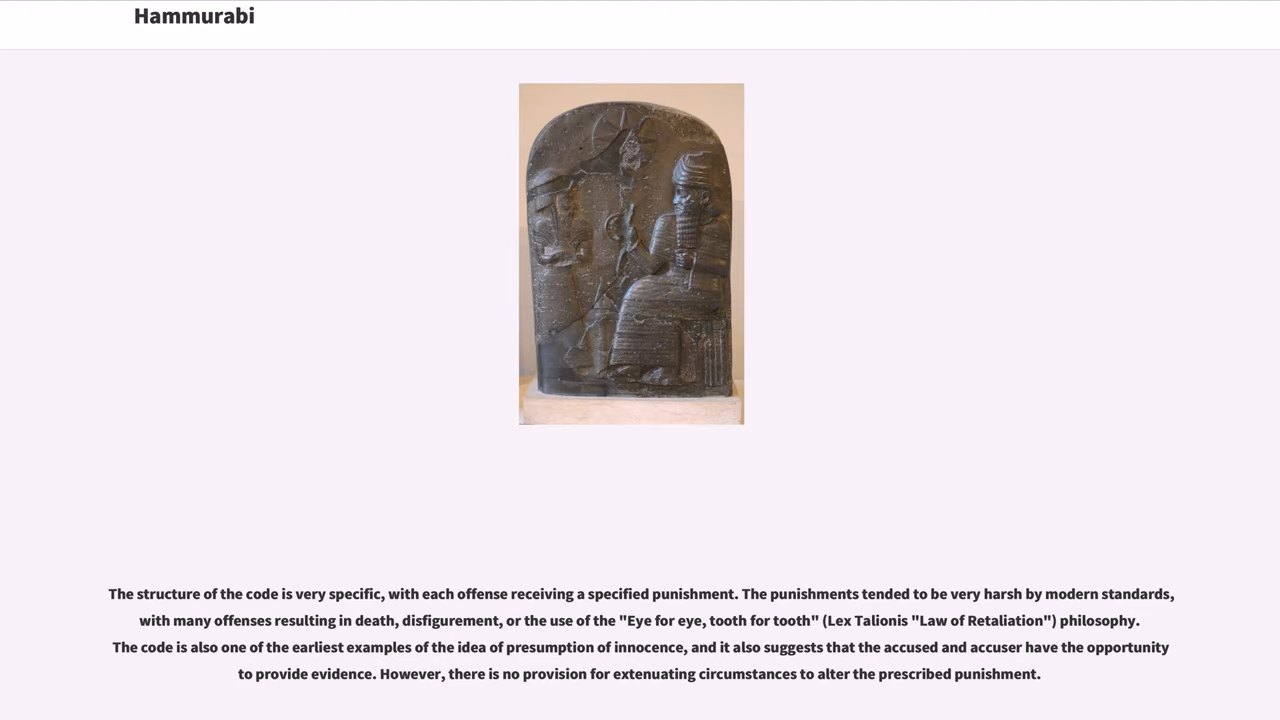 Hammurabi
The structure of the code is very specific, with each offense receiving a specified punishment. The punishments tended to be very harsh by modern standards,
with many offenses resulting in death, disfigurement, or the use of the "Eye for eye, tooth for tooth" (Lex Talionis "Law of Retaliation") philosophy.
The code is also one of the earliest examples of the idea of presumption of innocence, and it also suggests that the accused and accuser have the opportunity
to provide evidence. However, there is no provision for extenuating circumstances to alter the prescribed punishment.